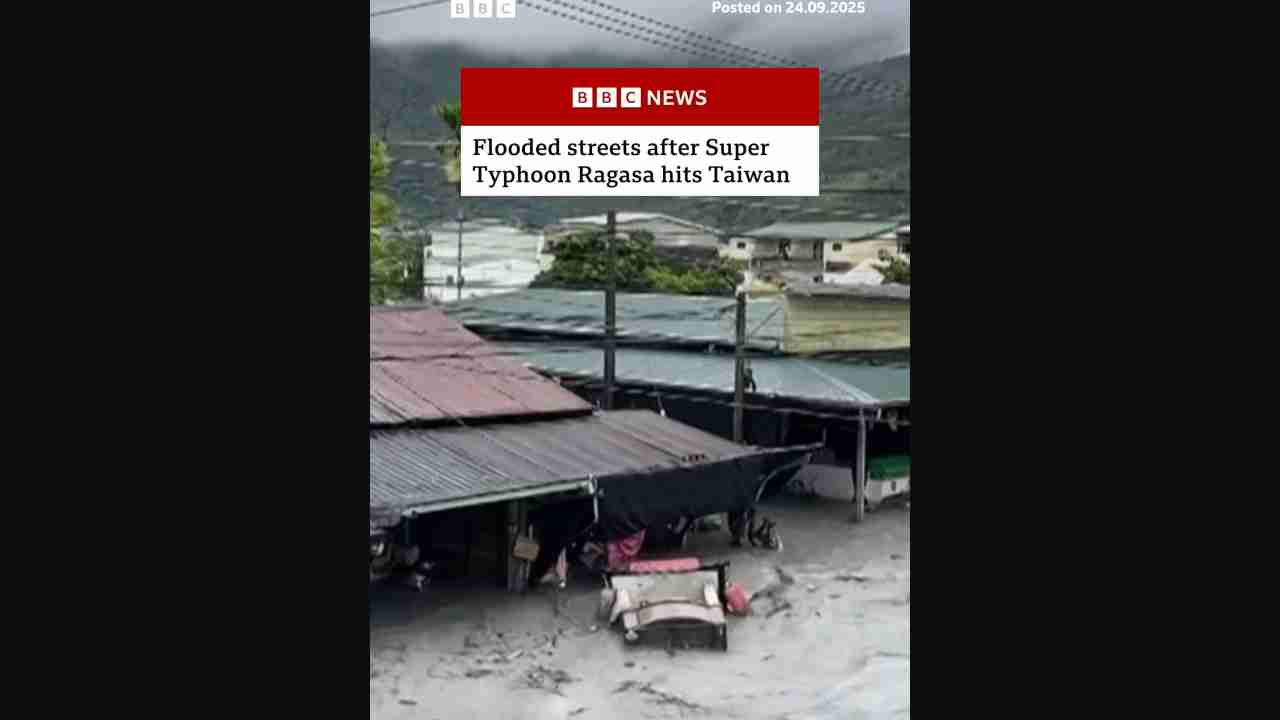 BBC
Posted on 24.09.2025
BBC NEWS
Flooded streets after Super
Typhoon Ragasa hits Taiwan